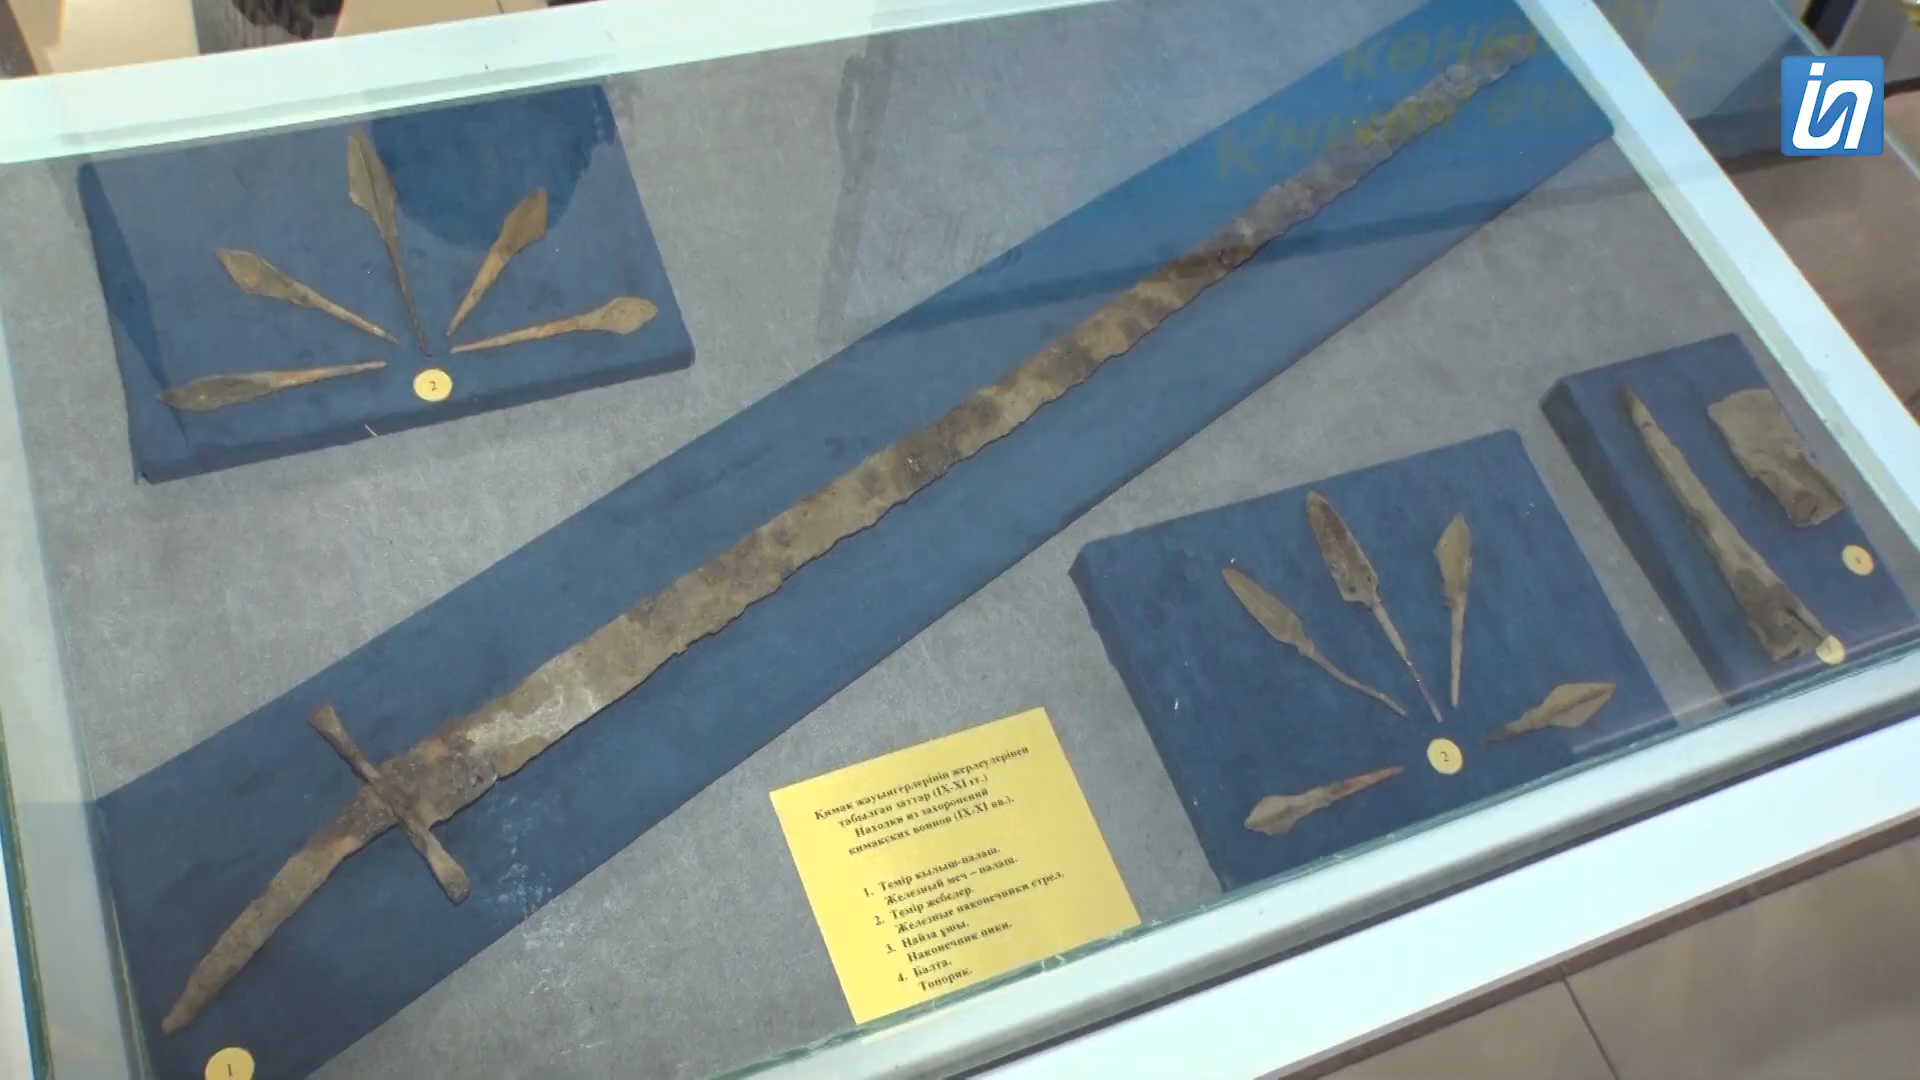 Қимақ жауынгерлерінің жерлеулерінен
табылған заттар (IX-XI ғғ.)
Находки из захоронений
кимакских воинов (IX-XI вв.).
1. Темір қылыш-палаш.
Железный меч – палаш.
2. Темір жебелер.
Железные наконечники стрел.
3. Найза ұшы.
Наконечник пики.
4. Балта.
Топорик.
2
2
1
in